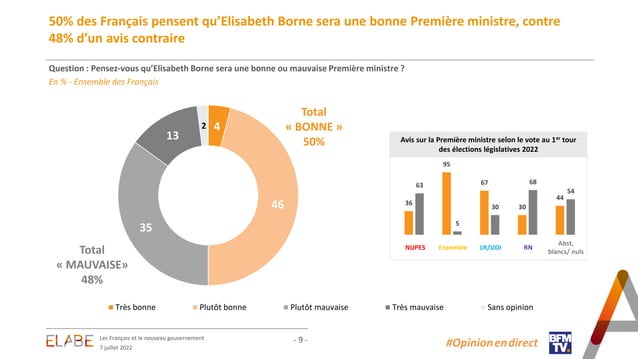 50% des Français pensent qu’Elisabeth Borne sera une bonne Première ministre, contre
48% d’un avis contraire
Question : Pensez-vous qu’Elisabeth Borne sera une bonne ou mauvaise Première ministre ?
En % - Ensemble des Français
Total
« BONNE »
50%
2
4
13
46
35
Total
« MAUVAISE»
48%
Avis sur la Première ministre selon le vote au 1er tour
des élections législatives 2022
95
36
63
5
67
30
30
68
44
54
NUPES
Ensemble
LR/UDI
RN
Abst,
blancs/ nuls
Très bonne
Plutôt bonne
Plutôt mauvaise
Très mauvaise
Sans opinion
ELABE
Les Français et le nouveau gouvernement
7 juillet 2022
- 9 -
#Opinion en direct
BFM
TV.